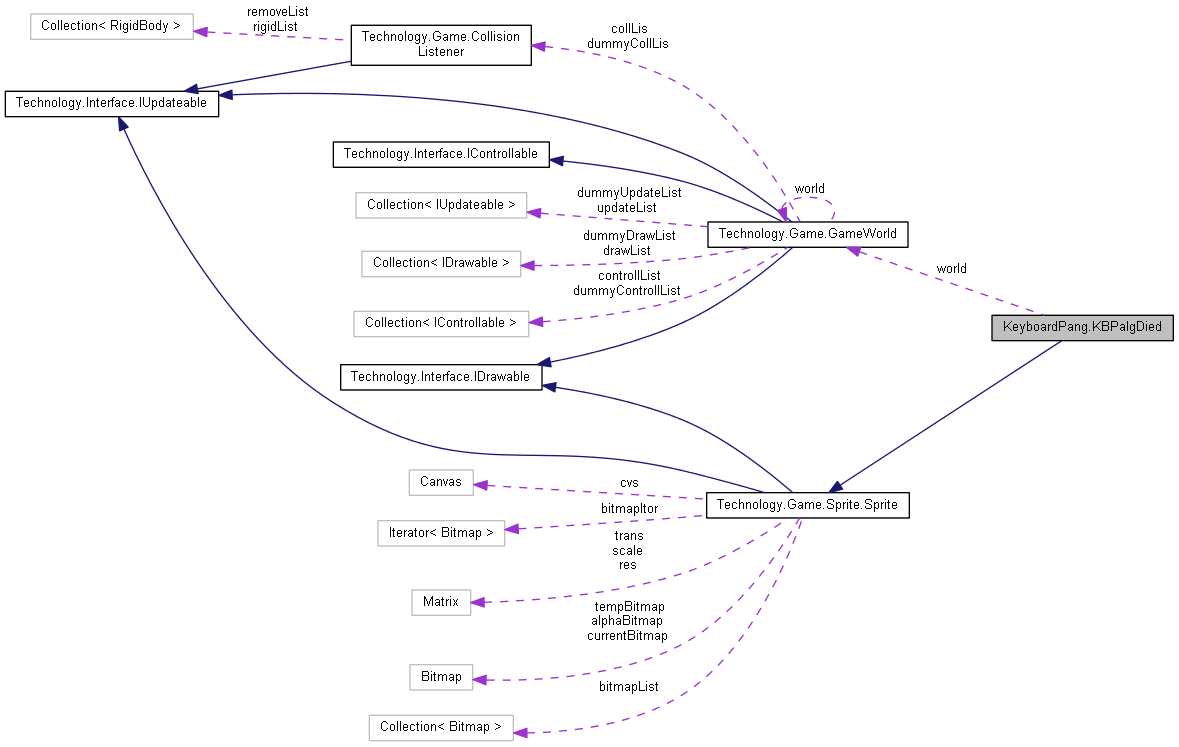 Collection< RigidBody >
removeList
rigidList
Technology.Game.Collision
Listener
collLis
dummyCollLis
Technology.Interface.IUpdateable
Technology.Interface.IControllable
world
Collection< IUpdateable >
dummyUpdateList
updateList
Technology.Game.GameWorld
Collection< IDrawable >
dummyDrawList
drawList
world
controllList
dummyControllList
Collection< IControllable >
KeyboardPang.KBPalgDied
Technology.Interface.IDrawable
Canvas
cvs
Technology.Game.Sprite.Sprite
bitmapItor
Iterator< Bitmap >
trans
scale
res
Matrix
tempBitmap
alphaBitmap
currentBitmap
Bitmap
bitmapList
Collection< Bitmap >